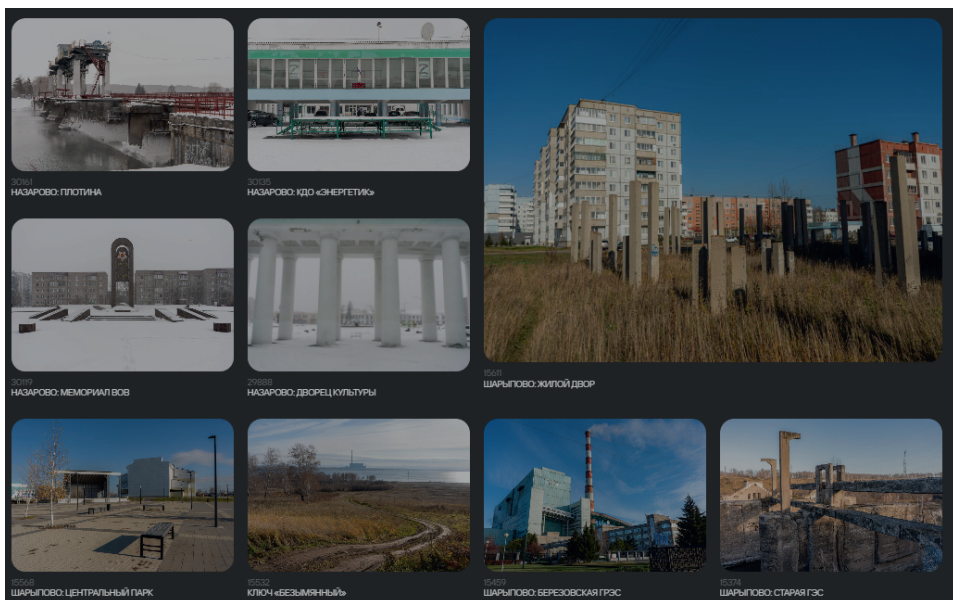 30161
НАЗАРОВО: ПЛОТИНА
30135
НАЗАРОВО: КДО «ЭНЕРГЕТИК»
30119
НАЗАРОВО: МЕМОРИАЛ ВОВ
29888
НАЗАРОВО: ДВОРЕЦ КУЛЬТУРЫ
15611
ШАРЫПОВО: ЖИЛОЙ ДВОР
15568
ШАРЫПОВО: ЦЕНТРАЛЬНЫЙ ПАРК
15532
КЛЮЧ «БЕЗЫМЯННЫЙ»
15459
ШАРЫПОВО: БЕРЕЗОВСКАЯ ГРЭС
15374
ШАРЫПОВО: СТАРАЯ ГЭС